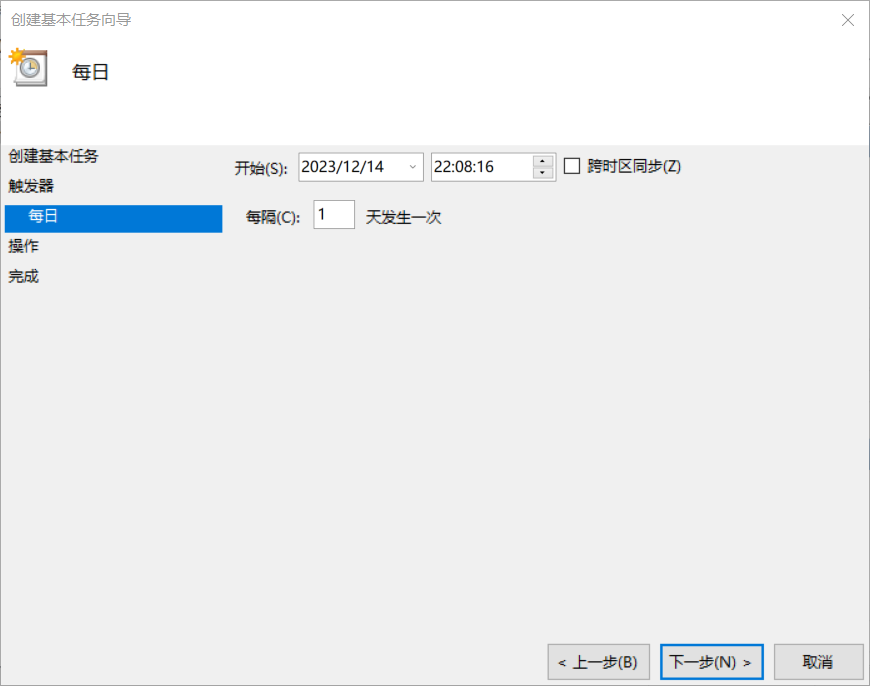 创建基本任务向导
每日
创建基本任务
触发器
每日
操作
完成
开始(S): 2023/12/14 22:08:16 跨时区同步(Z)
每隔(C): 1 天发生一次
< 上一步(B) 下一步(N) > 取消